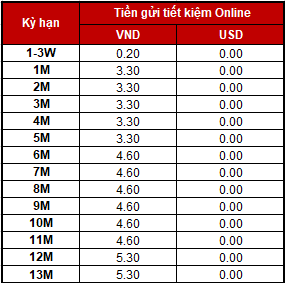 Kỳ hạn Tiền gửi tiết kiệm Online
VND USD
1-3W 0.20 0.00
1M 3.30 0.00
2M 3.30 0.00
3M 3.30 0.00
4M 3.30 0.00
5M 3.30 0.00
6M 4.60 0.00
7M 4.60 0.00
8M 4.60 0.00
9M 4.60 0.00
10M 4.60 0.00
11M 4.60 0.00
12M 5.30 0.00
13M 5.30 0.00